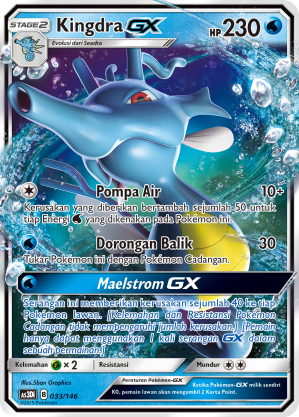 STAGE2 Kingdra GX HP 230
Evolusi dari Seadra
Pompa Air 10+
Kerusakan yang diberikan bertambah sejumlah 50 untuk
tiap Energi yang dikenakan pada Pokémon ini.
Dorongan Balik 30
Tukar Pokémon ini dengan Pokémon Cadangan.
Maelstrom GX
Serangan ini memberikan kerusakan sejumlah 40 ke tiap
Pokémon lawan. [Kelemahan dan Resistansi Pokémon
Cadangan tidak mempengaruhi jumlah kerusakan.] [Pemain
hanya dapat menggunakan 1 kali serangan GX dalam
satu permainan.]
Kelemahan × 2 Resistansi Mundur
Illus.5ban Graphics
Peraturan Pokémon-GX
Ketika Pokémon-GX milik sendiri
KO, pemain lawan akan mengambil 2 Kartu Point.
AS3D 033/146